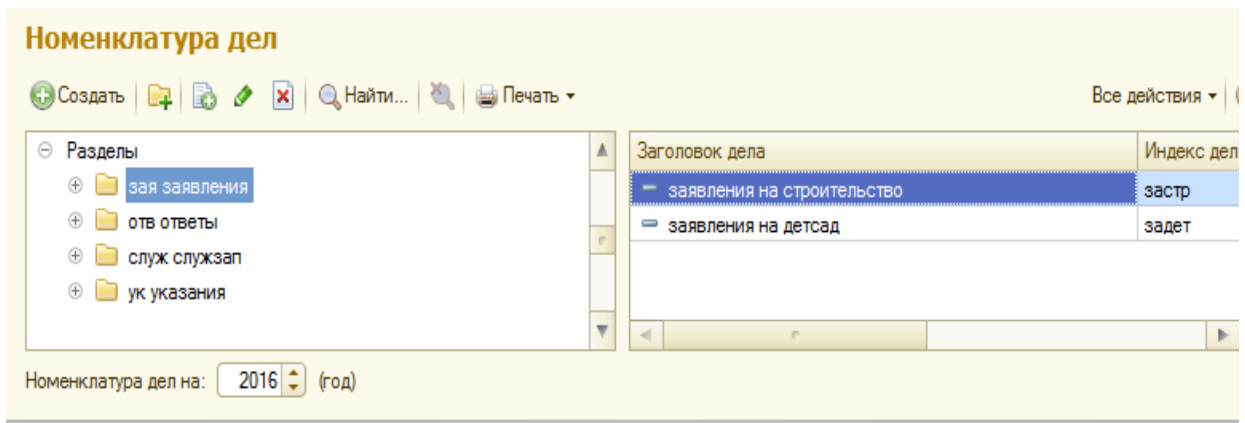 Номенклатура дел
Создать Найти... Печать Все действия
Разделы
зая заявления
отв ответы
служ служзап
ук указания
Заголовок дела Индекс дел
заявления на строительство застр
заявления на детсад задет
Номенклатура дел на: 2016 (год)